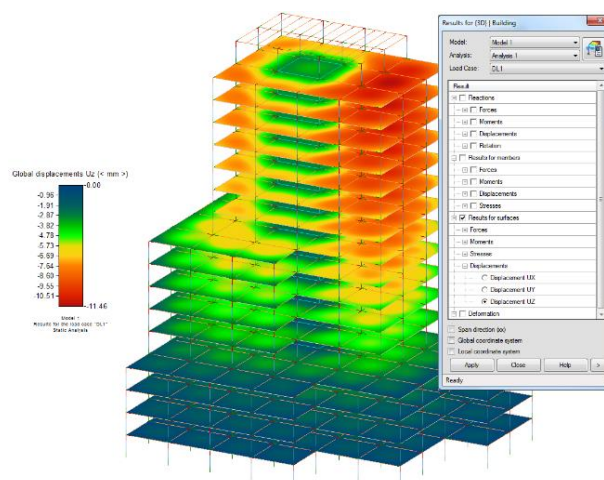 Results for (3D) | Building
Model: Model 1
Analysis: Analysis 1
Load Case: DL1
Result
Reactions
Forces
Moments
Displacements
Rotation
Results for members
Forces
Moments
Displacements
Stresses
Results for surfaces
Forces
Moments
Stresses
Displacements
Displacement UX
Displacement UY
Displacement UZ
Deformation
Span direction (xx)
Global coordinate system
Local coordinate system
Apply Close Help >
Ready
Global displacements Uz (< mm >
0.00
-0.96
-1.91
-2.87
-3.82
-4.78
-5.73
-6.69
-7.64
-8.60
-9.55
-10.51
-11.46
Model 1
Results for the load case "DL1"
Static Analysis